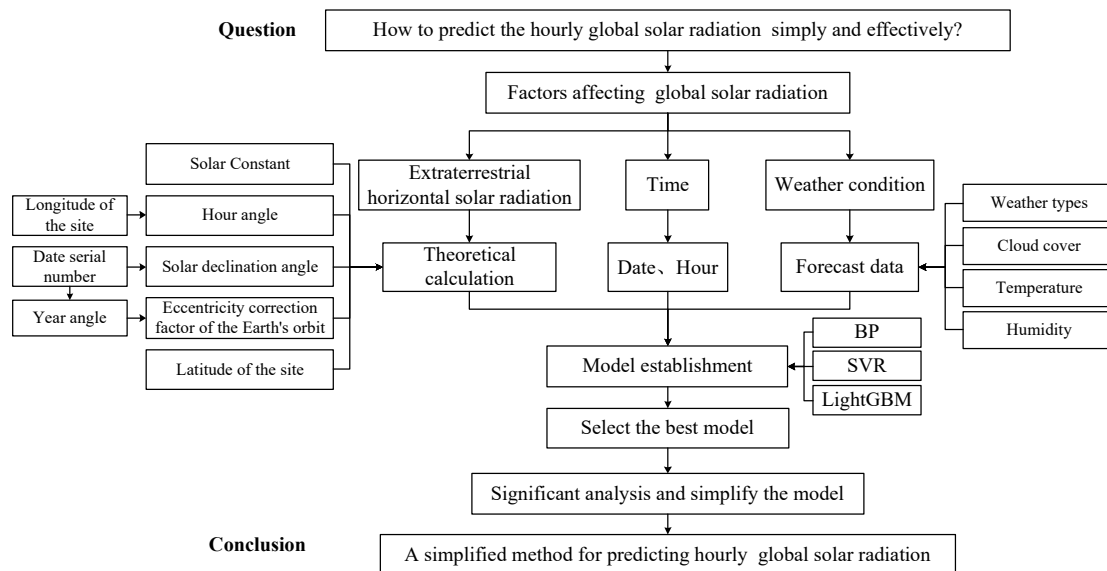 Question
How to predict the hourly global solar radiation simply and effectively?
Factors affecting global solar radiation
Solar Constant
Extraterrestrial
horizontal solar radiation
Time
Weather condition
Weather types
Longitude of
the site
Hour angle
Cloud cover
Date serial
number
Solar declination angle
Theoretical
calculation
Date、Hour
Forecast data
Temperature
Year angle
Eccentricity correction
factor of the Earth's orbit
Humidity
BP
Latitude of the site
Model establishment
SVR
LightGBM
Select the best model
Significant analysis and simplify the model
Conclusion
A simplified method for predicting hourly global solar radiation